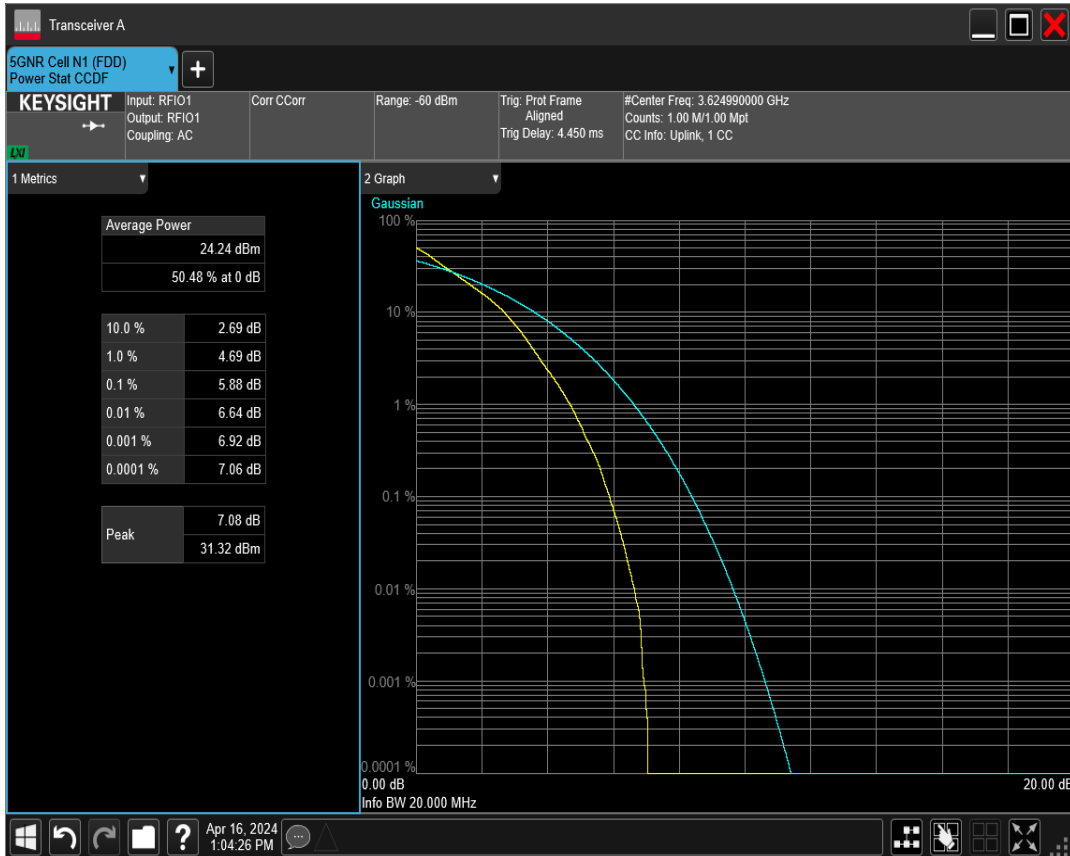 Transceiver A
5GNR Cell N1 (FDD)
Power Stat CCDF
KEYSIGHT
LXI
Input: RFIO1
Output: RFIO1
Coupling: AC
Corr CCorr
Range: -60 dBm
Trig: Prot Frame
Aligned
Trig Delay: 4.450 ms
#Center Freq: 3.624990000 GHz
Counts: 1.00 M/1.00 Mpt
CC Info: Uplink, 1 CC
1 Metrics
Average Power
24.24 dBm
50.48 % at 0 dB
10.0 % 2.69 dB
1.0 % 4.69 dB
0.1 % 5.88 dB
0.01 % 6.64 dB
0.001 % 6.92 dB
0.0001 % 7.06 dB
Peak
7.08 dB
31.32 dBm
2 Graph
Gaussian
100 %
10 %
1 %
0.1 %
0.01 %
0.001 %
0.0001 %
0.00 dB
20.00 dB
Info BW 20.000 MHz
Apr 16, 2024
1:04:26 PM